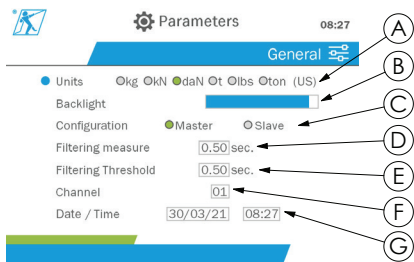 Parameters 08:27
General
Units kg kN daN t lbs ton (US) A
Backlight B
Configuration Master Slave C
Filtering measure 0.50 sec. D
Filtering Threshold 0.50 sec. E
Channel 01 F
Date / Time 30/03/21 08:27 G